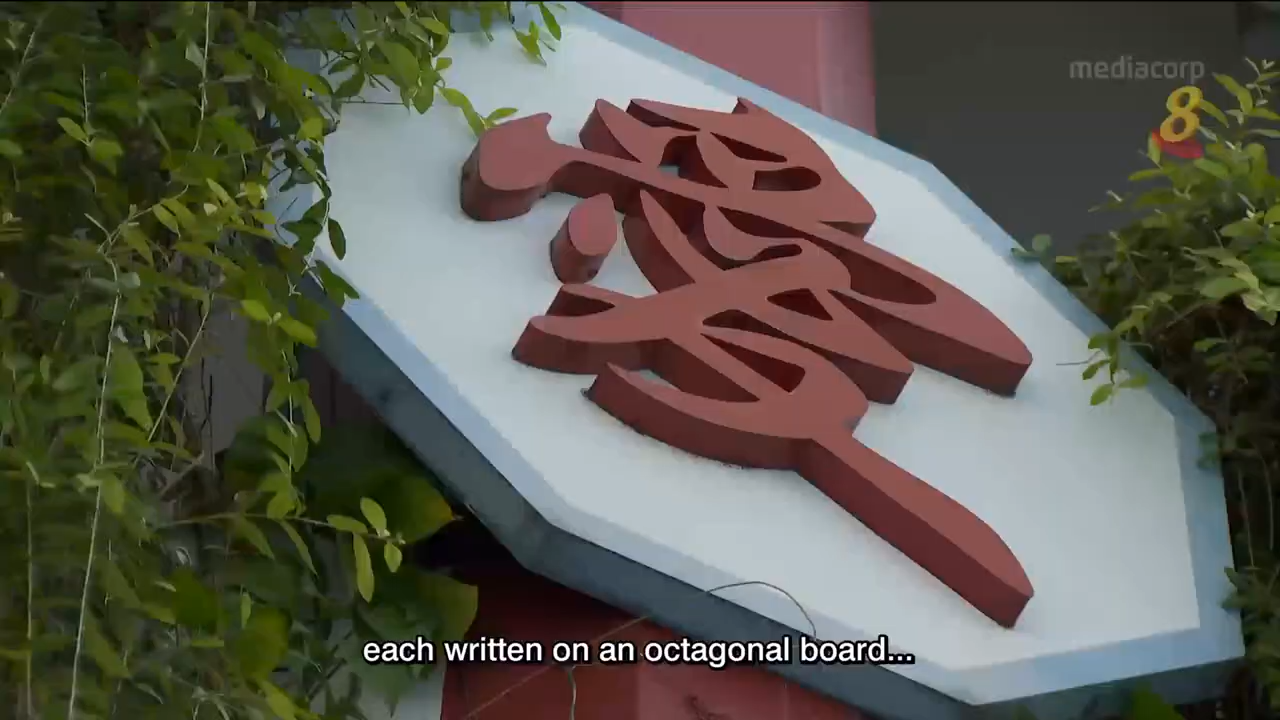 mediacorp
8
each written on an octagonal board...